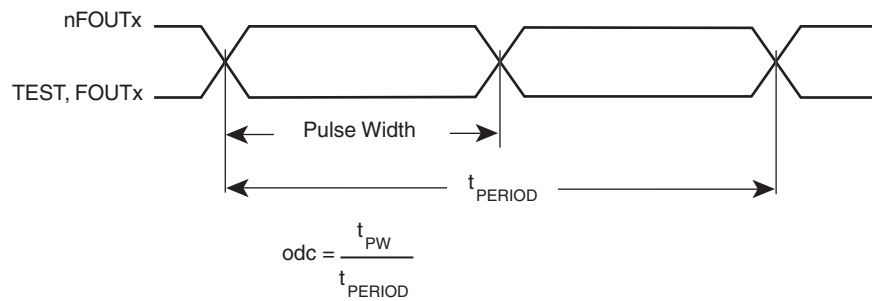 nFOUTx
TEST, FOUTx
Pulse Width
tPERIOD
odc = tPW
tPERIOD